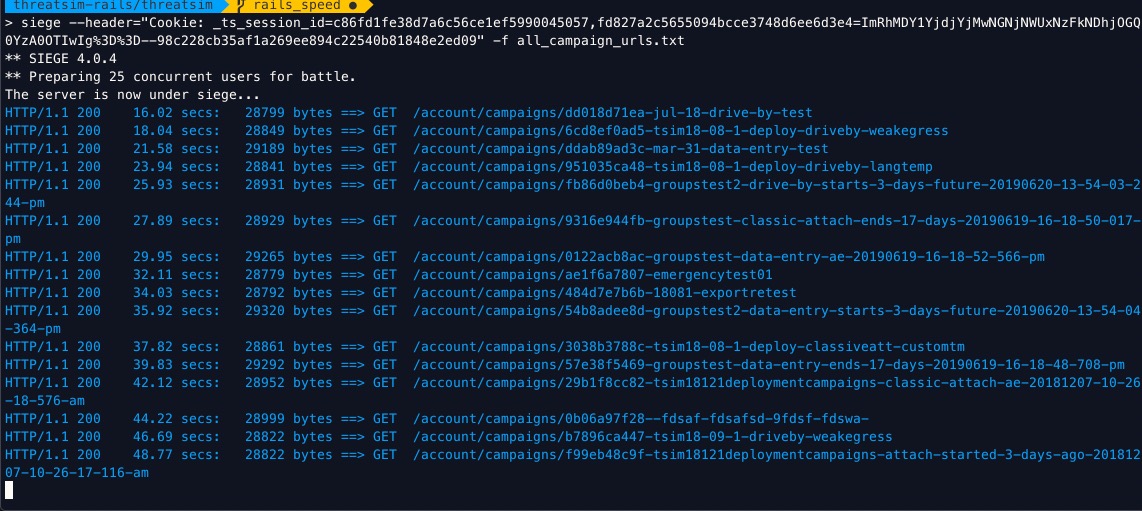 threatsim-rails/threatsim rails_speed ●
> siege --header="Cookie: _ts_session_id=c86fd1fe38d7a6c56ce1ef5990045057,fd827a2c5655094bcce3748d6ee6d3e4=ImRhMDY1YjdjYjMwNGNjNWUxNzFkNDhjOGQ
0YzA0OTIwIg%3D%3D--98c228cb35af1a269ee894c22540b81848e2ed09" -f all_campaign_urls.txt
** SIEGE 4.0.4
** Preparing 25 concurrent users for battle.
The server is now under siege...
HTTP/1.1 200 16.02 secs: 28799 bytes ==> GET /account/campaigns/dd018d71ea-jul-18-drive-by-test
HTTP/1.1 200 18.04 secs: 28849 bytes ==> GET /account/campaigns/6cd8ef0ad5-tsim18-08-1-deploy-driveby-weakegress
HTTP/1.1 200 21.58 secs: 29189 bytes ==> GET /account/campaigns/ddab89ad3c-mar-31-data-entry-test
HTTP/1.1 200 23.94 secs: 28841 bytes ==> GET /account/campaigns/951035ca48-tsim18-08-1-deploy-driveby-langtemp
HTTP/1.1 200 25.93 secs: 28931 bytes ==> GET /account/campaigns/fb86d0beb4-groupstest2-drive-by-starts-3-days-future-20190620-13-54-03-2
44-pm
HTTP/1.1 200 27.89 secs: 28929 bytes ==> GET /account/campaigns/9316e944fb-groupstest-classic-attach-ends-17-days-20190619-16-18-50-017-
pm
HTTP/1.1 200 29.95 secs: 29265 bytes ==> GET /account/campaigns/0122acb8ac-groupstest-data-entry-ae-20190619-16-18-52-566-pm
HTTP/1.1 200 32.11 secs: 28779 bytes ==> GET /account/campaigns/ae1f6a7807-emergencytest01
HTTP/1.1 200 34.03 secs: 28792 bytes ==> GET /account/campaigns/484d7e7b6b-18081-exportretest
HTTP/1.1 200 35.92 secs: 29320 bytes ==> GET /account/campaigns/54b8adee8d-groupstest2-data-entry-starts-3-days-future-20190620-13-54-04
-364-pm
HTTP/1.1 200 37.82 secs: 28861 bytes ==> GET /account/campaigns/3038b3788c-tsim18-08-1-deploy-classiveatt-customtm
HTTP/1.1 200 39.83 secs: 29292 bytes ==> GET /account/campaigns/57e38f5469-groupstest-data-entry-ends-17-days-20190619-16-18-48-708-pm
HTTP/1.1 200 42.12 secs: 28952 bytes ==> GET /account/campaigns/29b1f8cc82-tsim18121deploymentcampaigns-classic-attach-ae-20181207-10-26
-18-576-am
HTTP/1.1 200 44.22 secs: 28999 bytes ==> GET /account/campaigns/0b06a97f28--fdsaf-fdsafsd-9fdsf-fdswa-
HTTP/1.1 200 46.69 secs: 28822 bytes ==> GET /account/campaigns/b7896ca447-tsim18-09-1-driveby-weakegress
HTTP/1.1 200 48.77 secs: 28822 bytes ==> GET /account/campaigns/f99eb48c9f-tsim18121deploymentcampaigns-attach-started-3-days-ago-201812
07-10-26-17-116-am